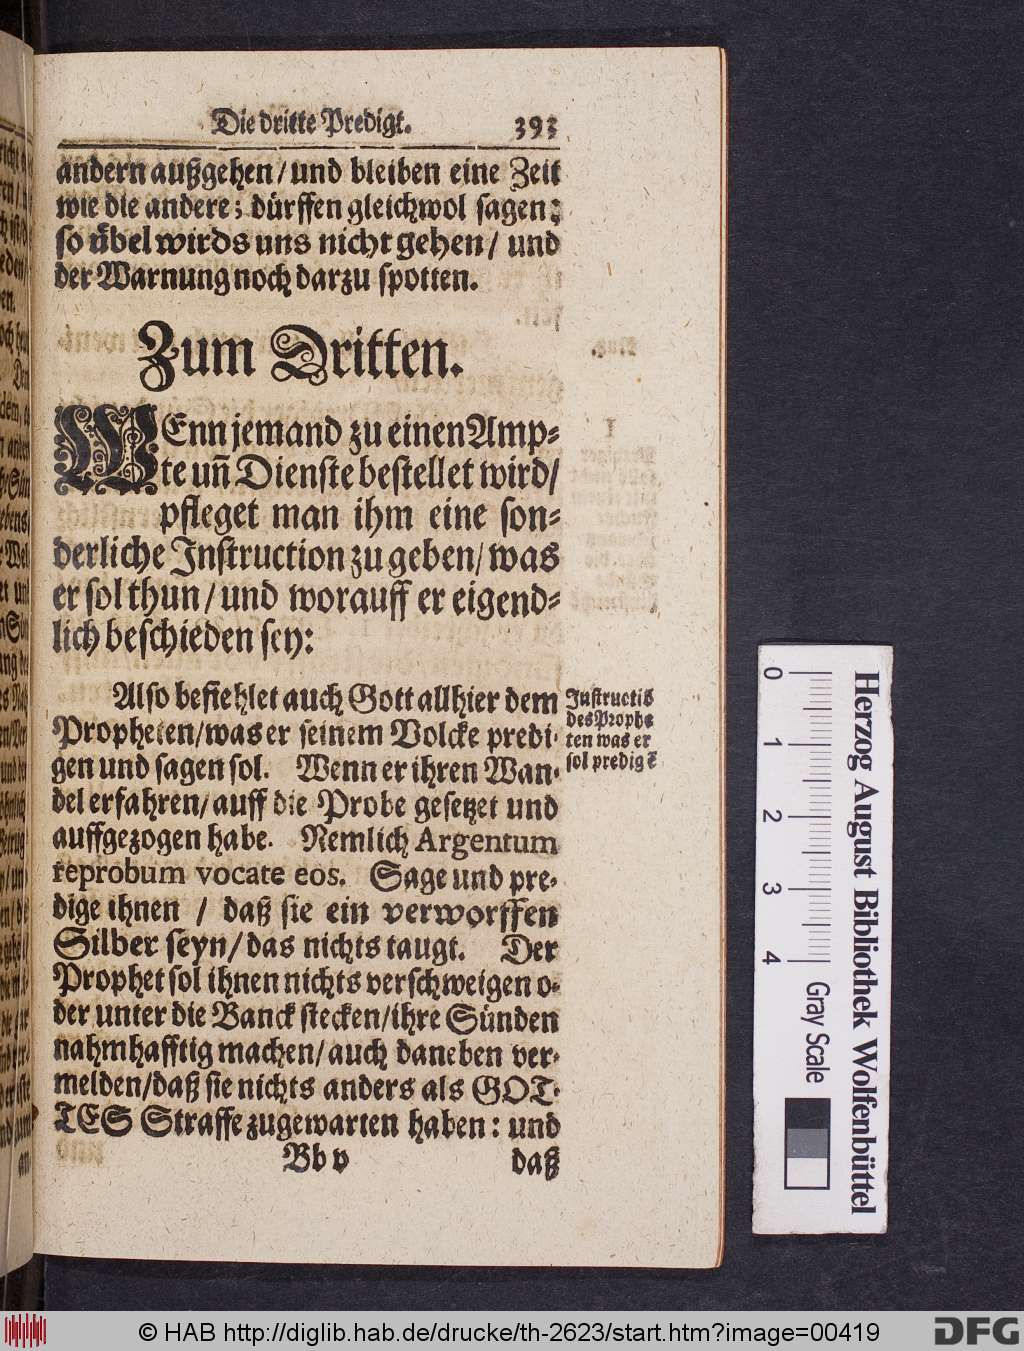 Die dritte Predigt. 393
andern außgehen/ und bleiben eine Zeit
wie die andere; dürffen gleichwol sagen;
so übel wirds uns nicht gehen/ und
der Warnung noch darzu spotten.
Zum Dritten.
WEnn jemand zu einen Amp-
te uñ Dienste bestellet wird/
pfleget man ihm eine son-
derliche Instruction zu geben/ was
er sol thun/ und worauff er eigend-
lich beschieden sey:
Also befiehlet auch Gott allhier dem
Propheten/ was er seinem Volcke predi-
gen und sagen sol. Wenn er ihren Wan-
del erfahren/ auff die Probe gesetzet und
auffgezogen habe. Nemlich Argentum
reprobum vocate eos. Sage und pre-
dige ihnen / daß sie ein verworffen
Silber seyn/ das nichts taugt. Der
Prophet sol ihnen nichts verschweigen o-
der unter die Banck stecken/ ihre Sünden
nahmhafftig machen/ auch daneben ver-
melden/ daß sie nichts anders als GOT-
TES Straffe zugewarten haben: und
Bb v daß
Instructiō
des Prophe
ten was er
sol predigē
0 1 2 3 4
Gray Scale
Herzog August Bibliothek Wolfenbüttel
© HAB http://diglib.hab.de/drucke/th-2623/start.htm?image=00419
DFG